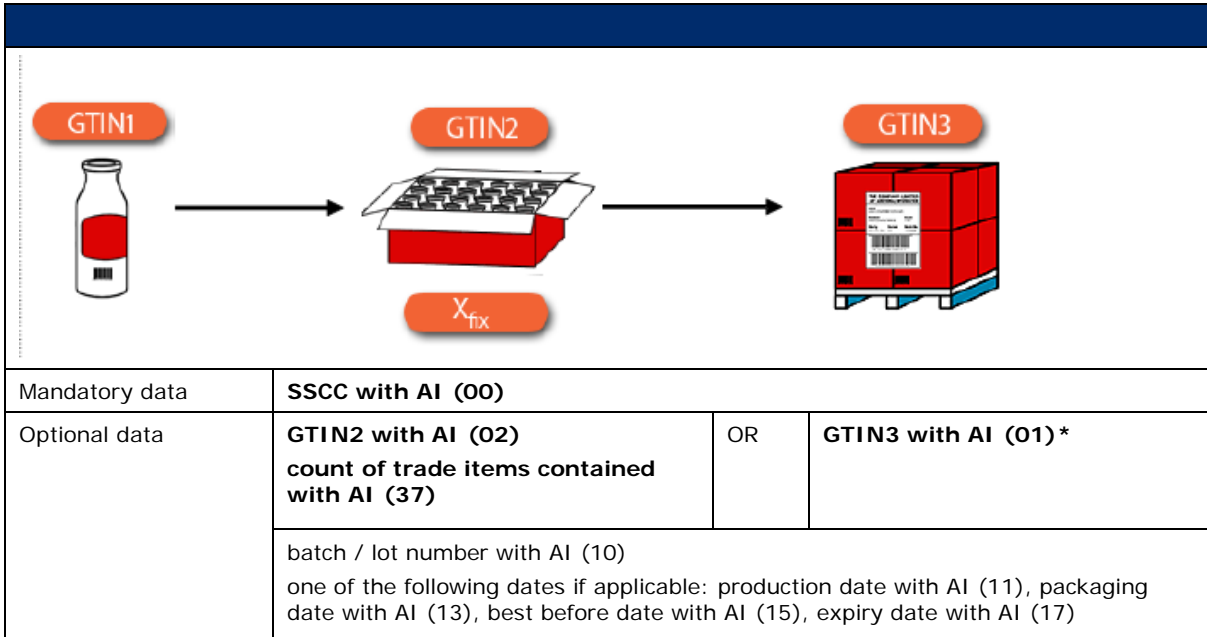 GTIN1
GTIN2
GTIN3
Xfix
Mandatory data
SSCC with AI (00)
Optional data
GTIN2 with AI (02)
count of trade items contained
with AI (37)
OR
GTIN3 with AI (01)*
batch / lot number with AI (10)
one of the following dates if applicable: production date with AI (11), packaging
date with AI (13), best before date with AI (15), expiry date with AI (17)